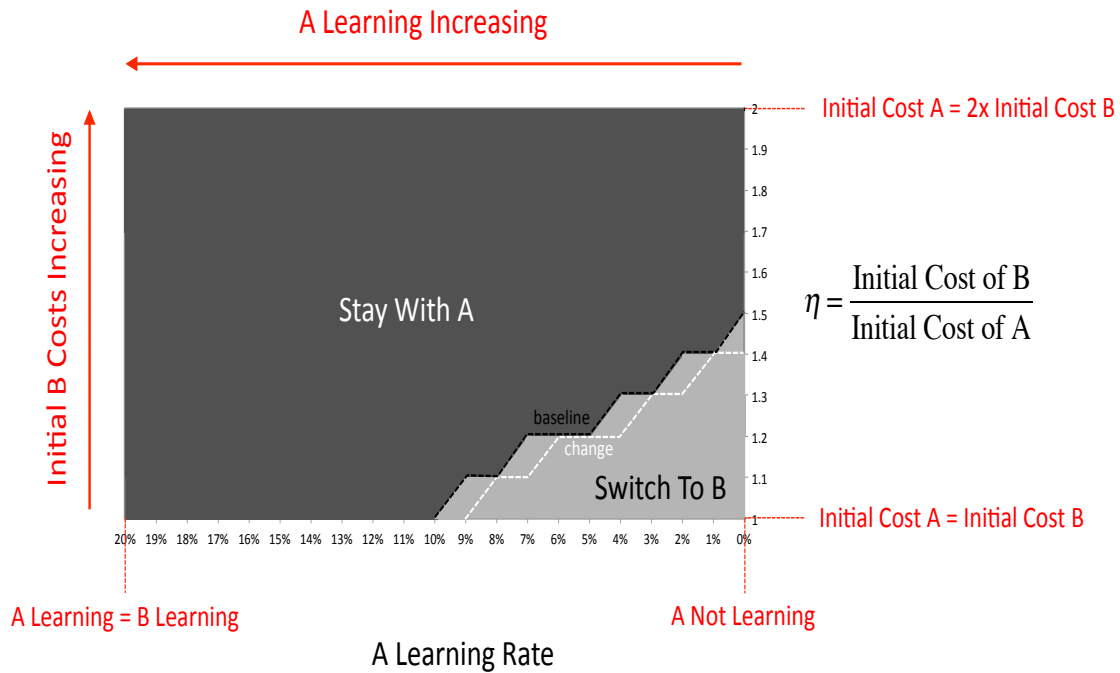 A Learning Increasing
Initial B Costs Increasing
2
Initial Cost A = 2x Initial Cost B
1.9
1.8
1.7
1.6
1.5
1.4
1.3
1.2
1.1
1
Stay With A
η = Initial Cost of B
Initial Cost of A
baseline
change
Switch To B
Initial Cost A = Initial Cost B
20% 19% 18% 17% 16% 15% 14% 13% 12% 11% 10% 9% 8% 7% 6% 5% 4% 3% 2% 1% 0%
A Learning = B Learning
A Not Learning
A Learning Rate